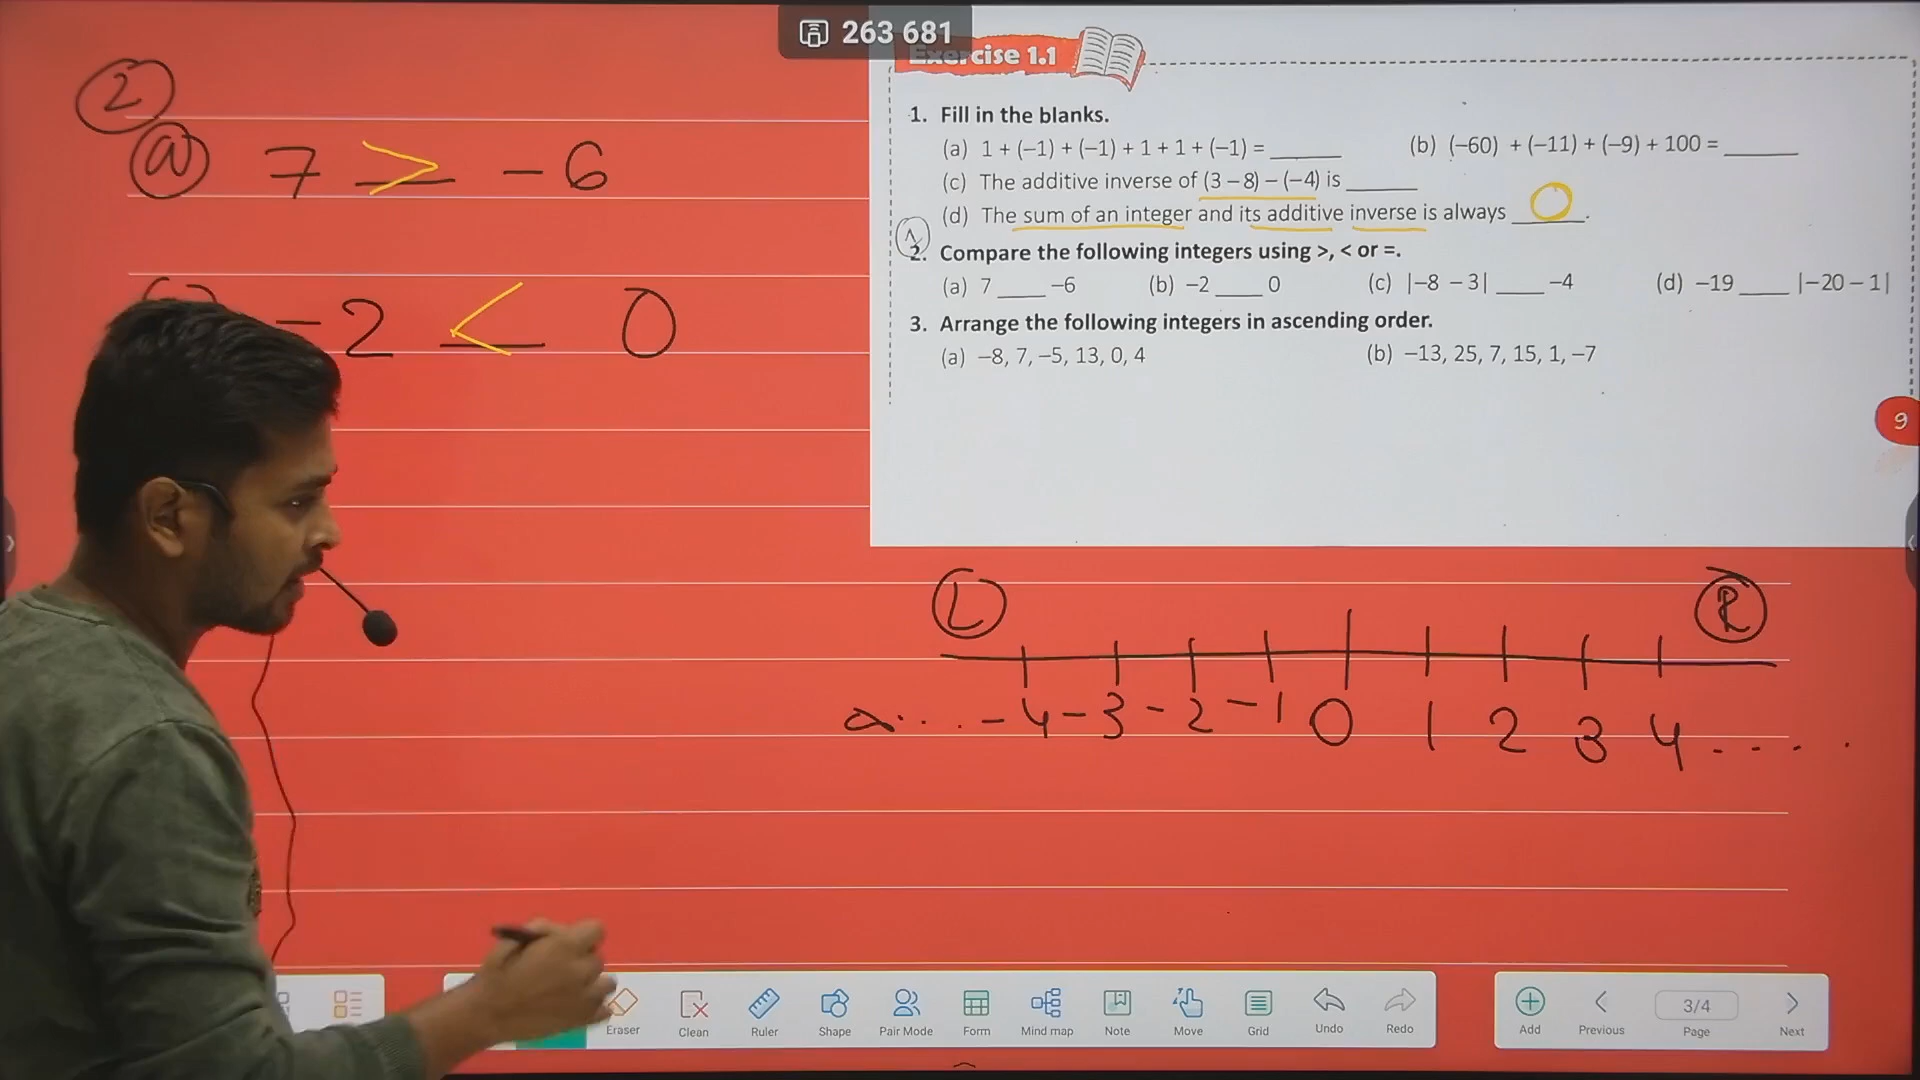 263 681
Exercise 1.1
1. Fill in the blanks.
(a) 1 + (−1) + (−1) + 1 + 1 + (−1) = ______ (b) (−60) + (−11) + (−9) + 100 = ______
(c) The additive inverse of (3 − 8) − (−4) is ______
(d) The sum of an integer and its additive inverse is always __0__.
2. Compare the following integers using >, < or =.
(a) 7 ____ −6 (b) −2 ____ 0 (c) |−8 − 3| ____ −4 (d) −19 ____ |−20 − 1|
3. Arrange the following integers in ascending order.
(a) −8, 7, −5, 13, 0, 4 (b) −13, 25, 7, 15, 1, −7
9
2
(a) 7 > −6
−2 < 0
L R
... −4 −3 −2 −1 0 1 2 3 4 ....
Eraser Clean Ruler Shape Pair Mode Form Mind map Note Move Grid Undo Redo
3/4
Add Previous Page Next